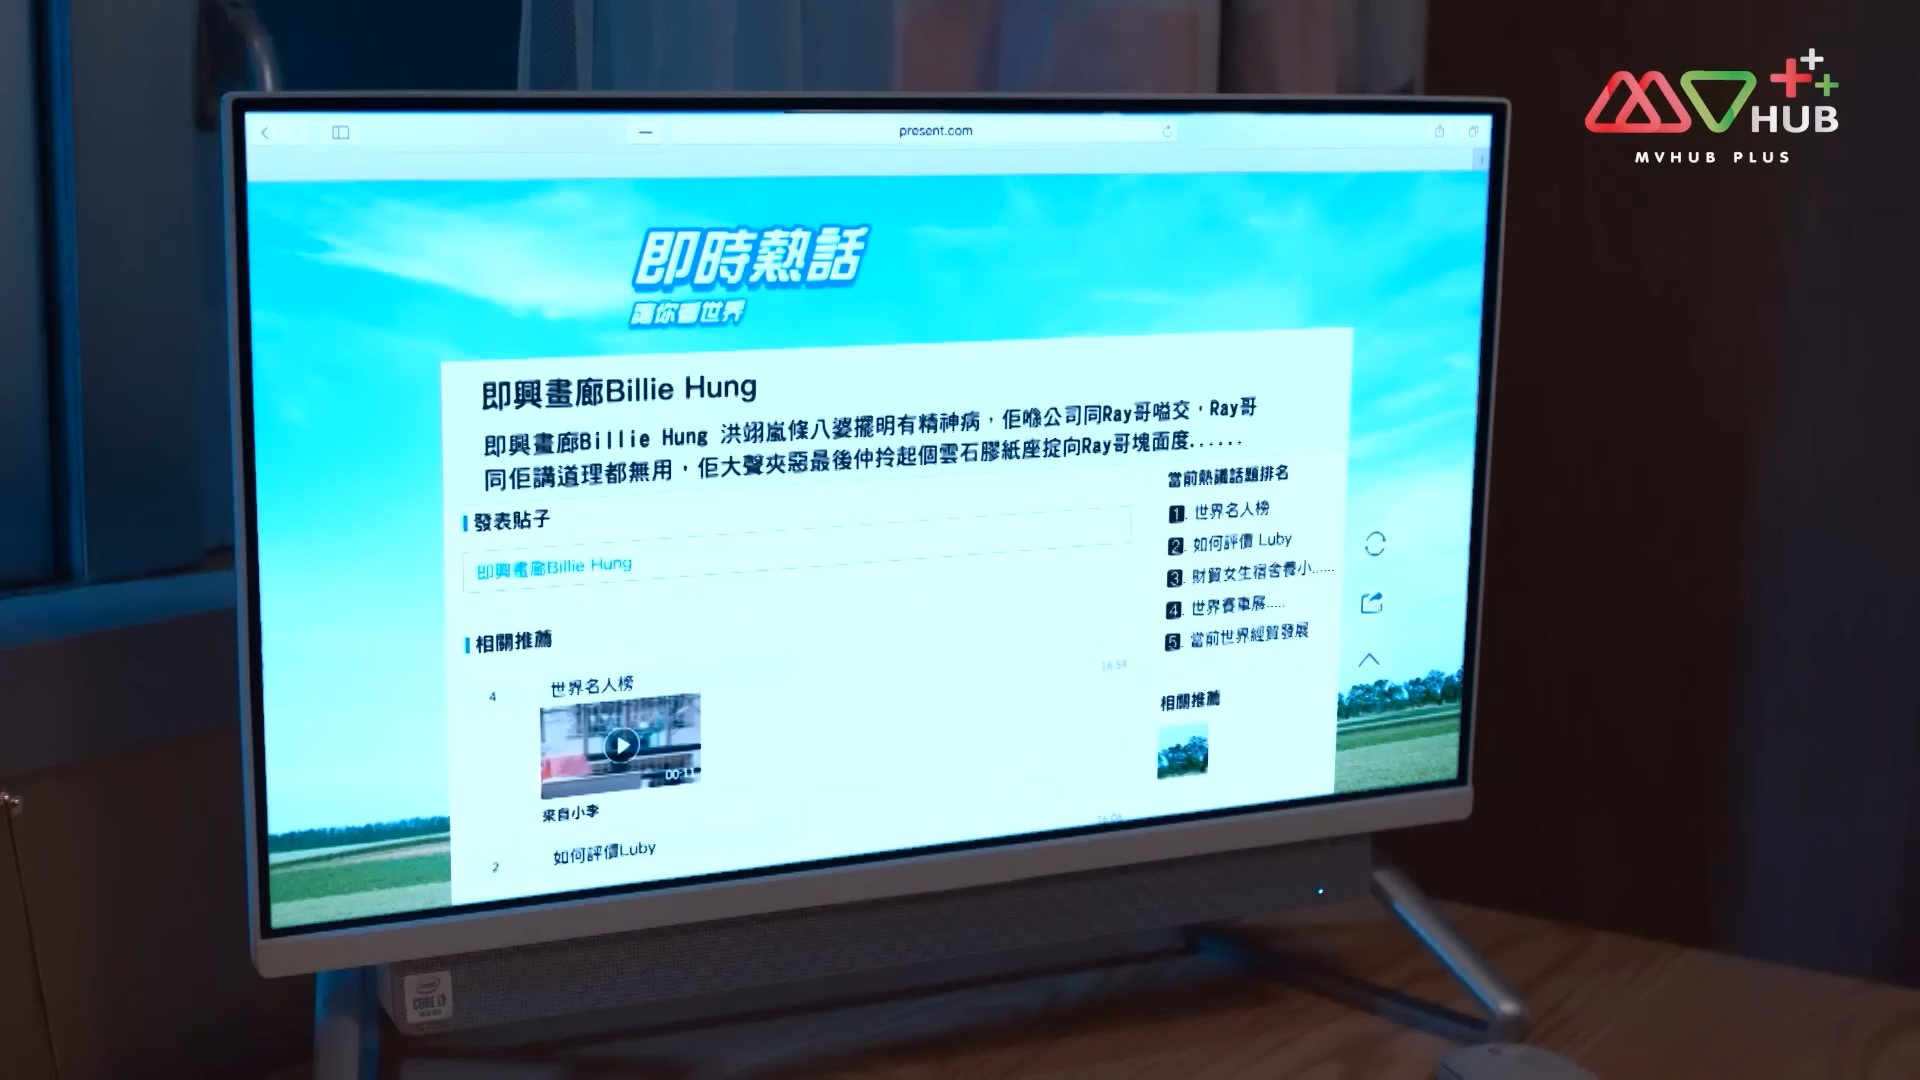 present.com
HUB
MVHUB PLUS
即時熱話
讓你看世界
即興畫廊Billie Hung
即興畫廊Billie Hung 洪翊嵐條八婆擺明有精神病，佢喺公司同Ray哥嗌交，Ray哥
同佢講道理都無用，佢大聲夾惡最後仲拎起個雲石膠紙座掟向Ray哥塊面度......
發表貼子
即興畫廊Billie Hung
相關推薦
4 世界名人榜
16:54
00:11
來自小李
16:08
2 如何評價Luby
當前熱議話題排名
1. 世界名人榜
2. 如何評價 Luby
3. 財貿女生宿舍養小......
4. 世界賽車展.....
5. 當前世界經貿發展
相關推薦
intel
CORE i3